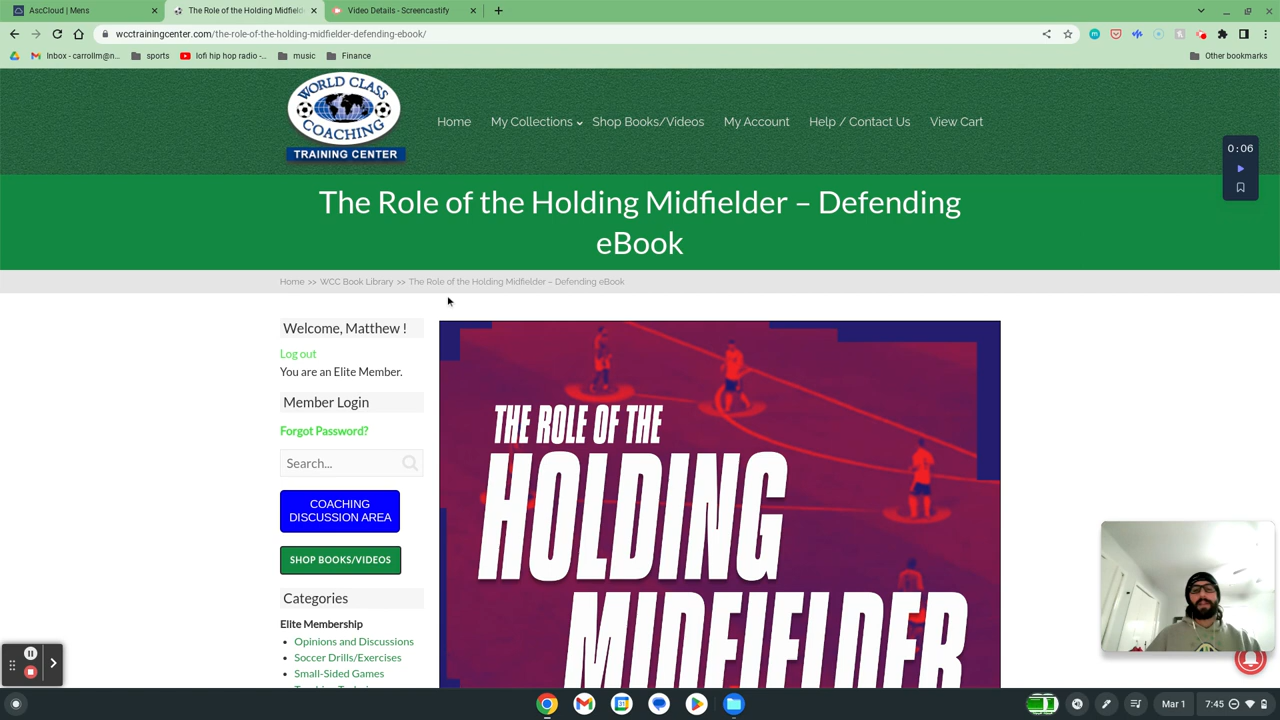 AscCloud | Mens
The Role of the Holding Midfield
Video Details - Screencastify
wcctrainingcenter.com/the-role-of-the-holding-midfielder-defending-ebook/
Inbox - carrollm@n...
sports
lofi hip hop radio -...
music
Finance
Other bookmarks
WORLD CLASS
COACHING
TRAINING CENTER
Home
My Collections
Shop Books/Videos
My Account
Help / Contact Us
View Cart
0:06
The Role of the Holding Midfielder – Defending
eBook
Home >> WCC Book Library >> The Role of the Holding Midfielder – Defending eBook
Welcome, Matthew !
Log out
You are an Elite Member.
Member Login
Forgot Password?
Search...
COACHING
DISCUSSION AREA
SHOP BOOKS/VIDEOS
Categories
Elite Membership
Opinions and Discussions
Soccer Drills/Exercises
Small-Sided Games
THE ROLE OF THE
HOLDING
MIDFIELDER
31
Mar 1
7:45